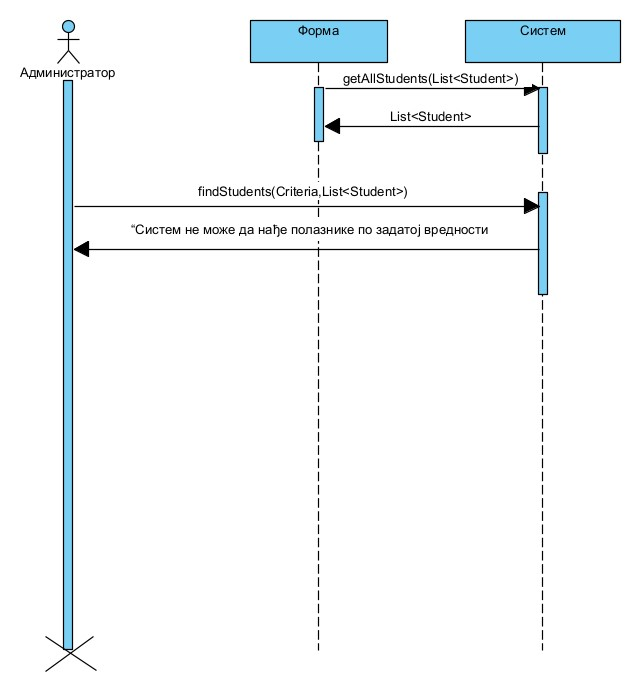 Форма
Систем
Администратор
getAllStudents(List<Student>)
List<Student>
findStudents(Criteria,List<Student>)
“Систем не може да нађе полазнике по задатој вредности